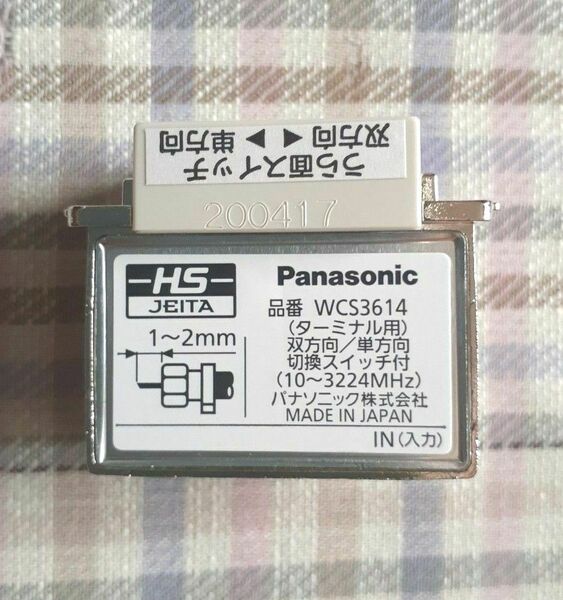 うら面スイッチ
双方向 ◀ ▶ 単方向
200417
HS
JEITA
1～2mm
Panasonic
品番 WCS3614
(ターミナル用)
双方向／単方向
切換スイッチ付
(10～3224MHz)
パナソニック株式会社
MADE IN JAPAN
IN(入力)